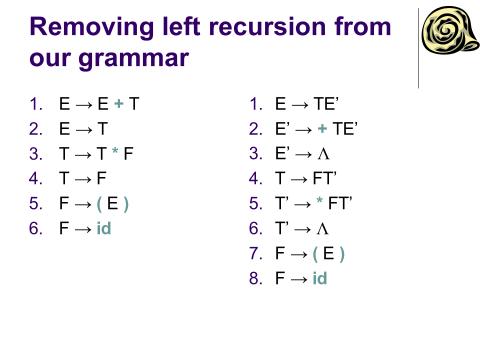 Removing left recursion from
our grammar
1. E → E + T
2. E → T
3. T → T * F
4. T → F
5. F → ( E )
6. F → id
1. E → TE’
2. E’ → + TE’
3. E’ → Λ
4. T → FT’
5. T’ → * FT’
6. T’ → Λ
7. F → ( E )
8. F → id